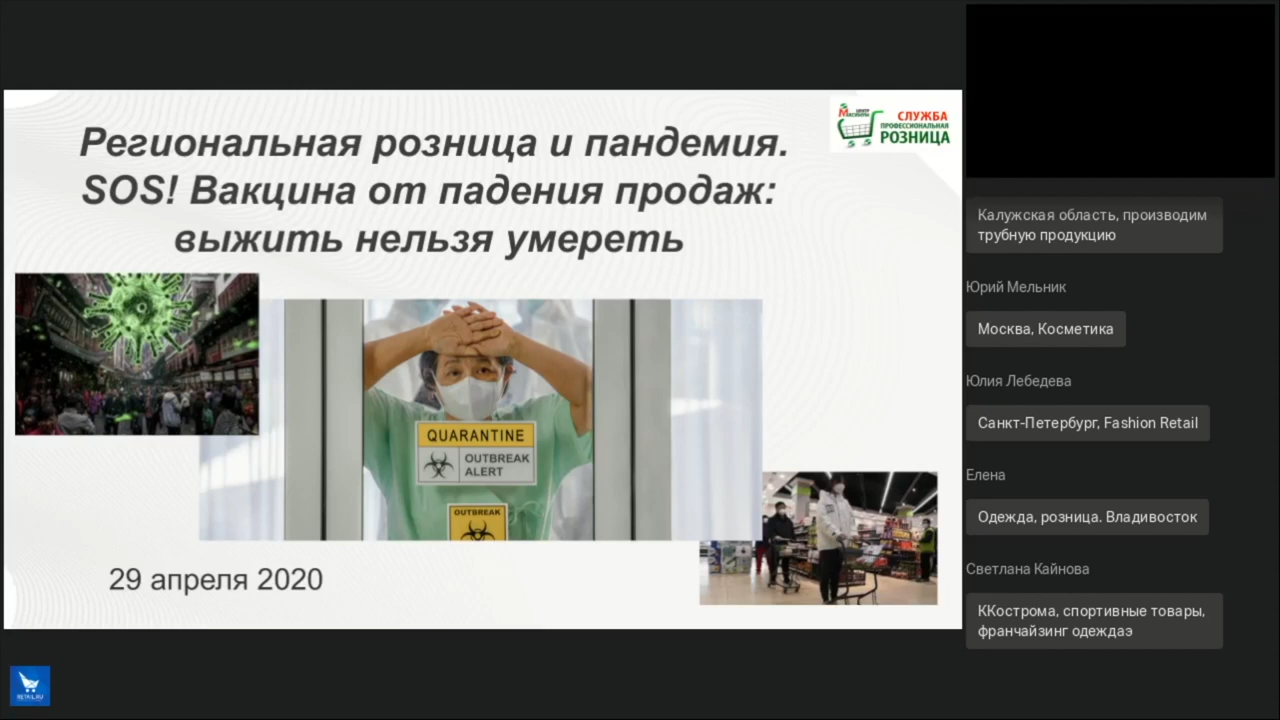 Региональная розница и пандемия.
SOS! Вакцина от падения продаж:
выжить нельзя умереть
СЛУЖБА
ПРОФЕССИОНАЛЬНАЯ
РОЗНИЦА
QUARANTINE
OUTBREAK
ALERT
OUTBREAK
29 апреля 2020
RETAIL.RU
Калужская область, производим
трубную продукцию
Юрий Мельник
Москва, Косметика
Юлия Лебедева
Санкт-Петербург, Fashion Retail
Елена
Одежда, розница. Владивосток
Светлана Кайнова
ККострома, спортивные товары,
франчайзинг одеждаэ